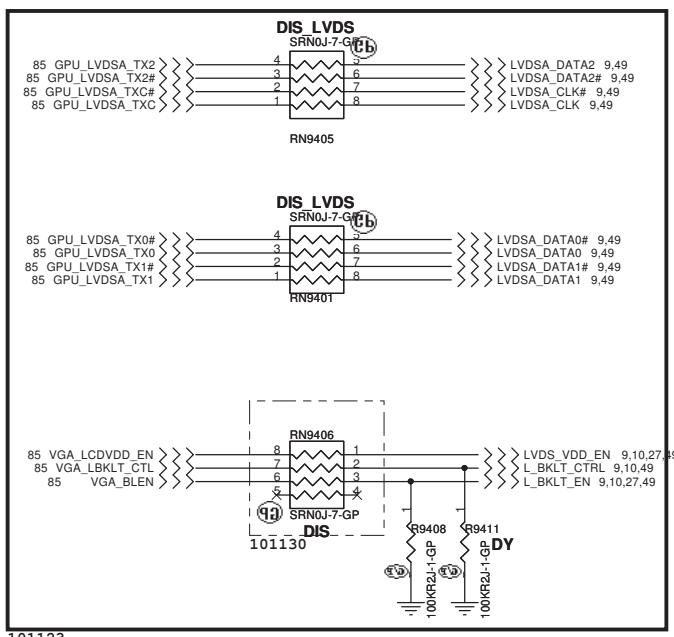 DIS_LVDS
SRN0J-7-GP
85 GPU_LVDSA_TX2 4 5 LVDSA_DATA2 9,49
85 GPU_LVDSA_TX2# 3 6 LVDSA_DATA2# 9,49
85 GPU_LVDSA_TXC# 2 7 LVDSA_CLK# 9,49
85 GPU_LVDSA_TXC 1 8 LVDSA_CLK 9,49
RN9405
DIS_LVDS
SRN0J-7-GP
85 GPU_LVDSA_TX0# 4 5 LVDSA_DATA0# 9,49
85 GPU_LVDSA_TX0 3 6 LVDSA_DATA0 9,49
85 GPU_LVDSA_TX1# 2 7 LVDSA_DATA1# 9,49
85 GPU_LVDSA_TX1 1 8 LVDSA_DATA1 9,49
RN9401
RN9406
85 VGA_LCDVDD_EN 8 1 LVDS_VDD_EN 9,10,27,49
85 VGA_LBKLT_CTL 7 2 L_BKLT_CTRL 9,10,49
85 VGA_BLEN 6 3 L_BKLT_EN 9,10,27,49
5 4
SRN0J-7-GP
DIS
101130
1 R9408
100KR2J-1-GP
1 R9411
DY
100KR2J-1-GP
101123